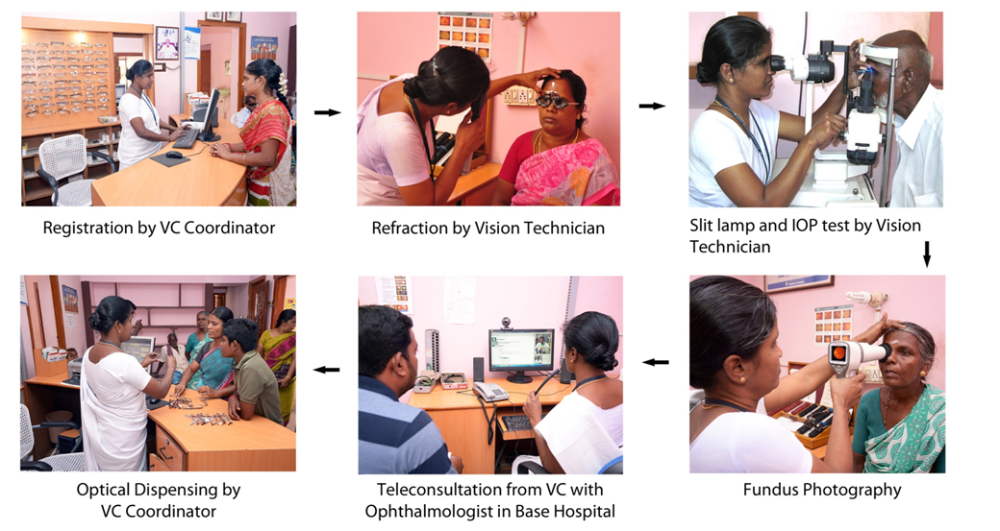 Registration by VC Coordinator
Refraction by Vision Technician
Slit lamp and IOP test by Vision
Technician
Optical Dispensing by
VC Coordinator
Teleconsultation from VC with
Ophthalmologist in Base Hospital
Fundus Photography